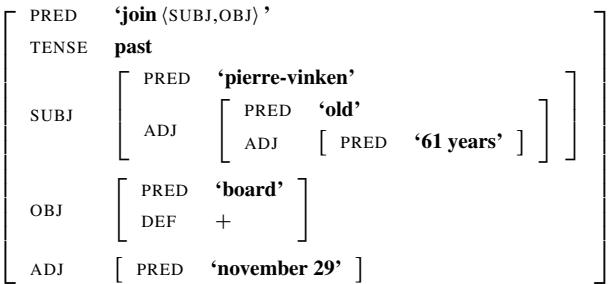 PRED ‘join ⟨SUBJ,OBJ⟩ ’
TENSE past
SUBJ
PRED ‘pierre-vinken’
ADJ
PRED ‘old’
ADJ [ PRED ‘61 years’ ]
OBJ
PRED ‘board’
DEF +
ADJ [ PRED ‘november 29’ ]